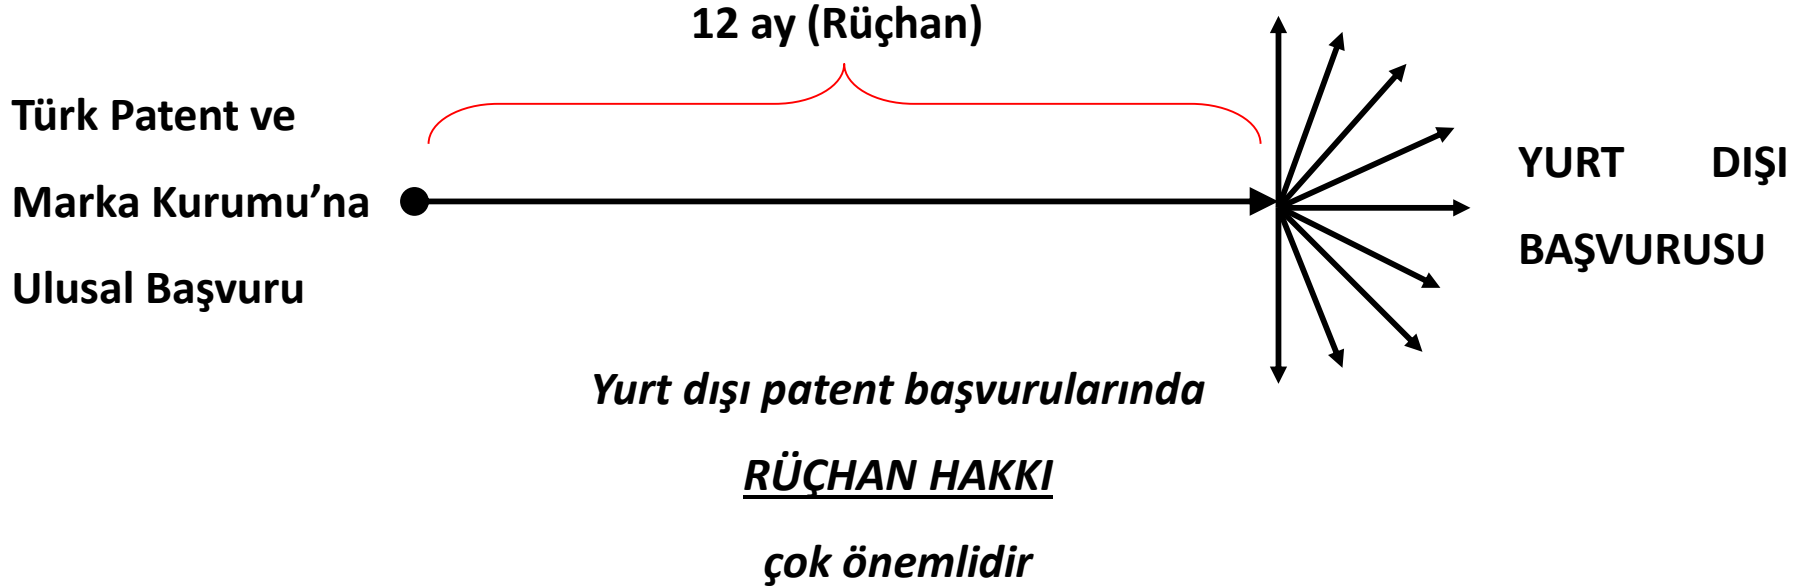 12 ay (Rüçhan)
Türk Patent ve
Marka Kurumu’na
Ulusal Başvuru
YURT DIŞI
BAŞVURUSU
Yurt dışı patent başvurularında
RÜÇHAN HAKKI
çok önemlidir